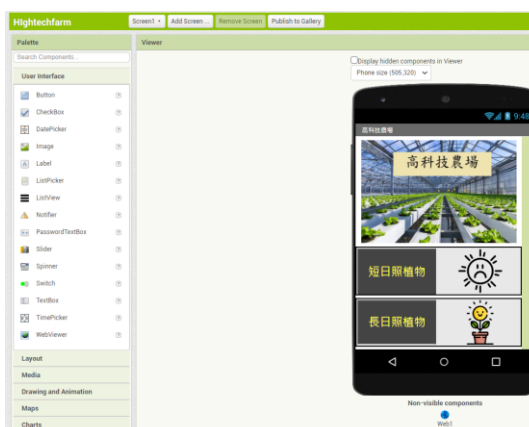 HIghtechfarm
Screen1
Add Screen ...
Remove Screen
Publish to Gallery
Palette
Viewer
Search Components...
User Interface
Button
CheckBox
DatePicker
Image
Label
ListPicker
ListView
Notifier
PasswordTextBox
Slider
Spinner
Switch
TextBox
TimePicker
WebViewer
Layout
Media
Drawing and Animation
Maps
Charts
Display hidden components in Viewer
Phone size (505,320)
9:48
高科技農場
高科技農場
短日照植物
長日照植物
Non-visible components
Web1